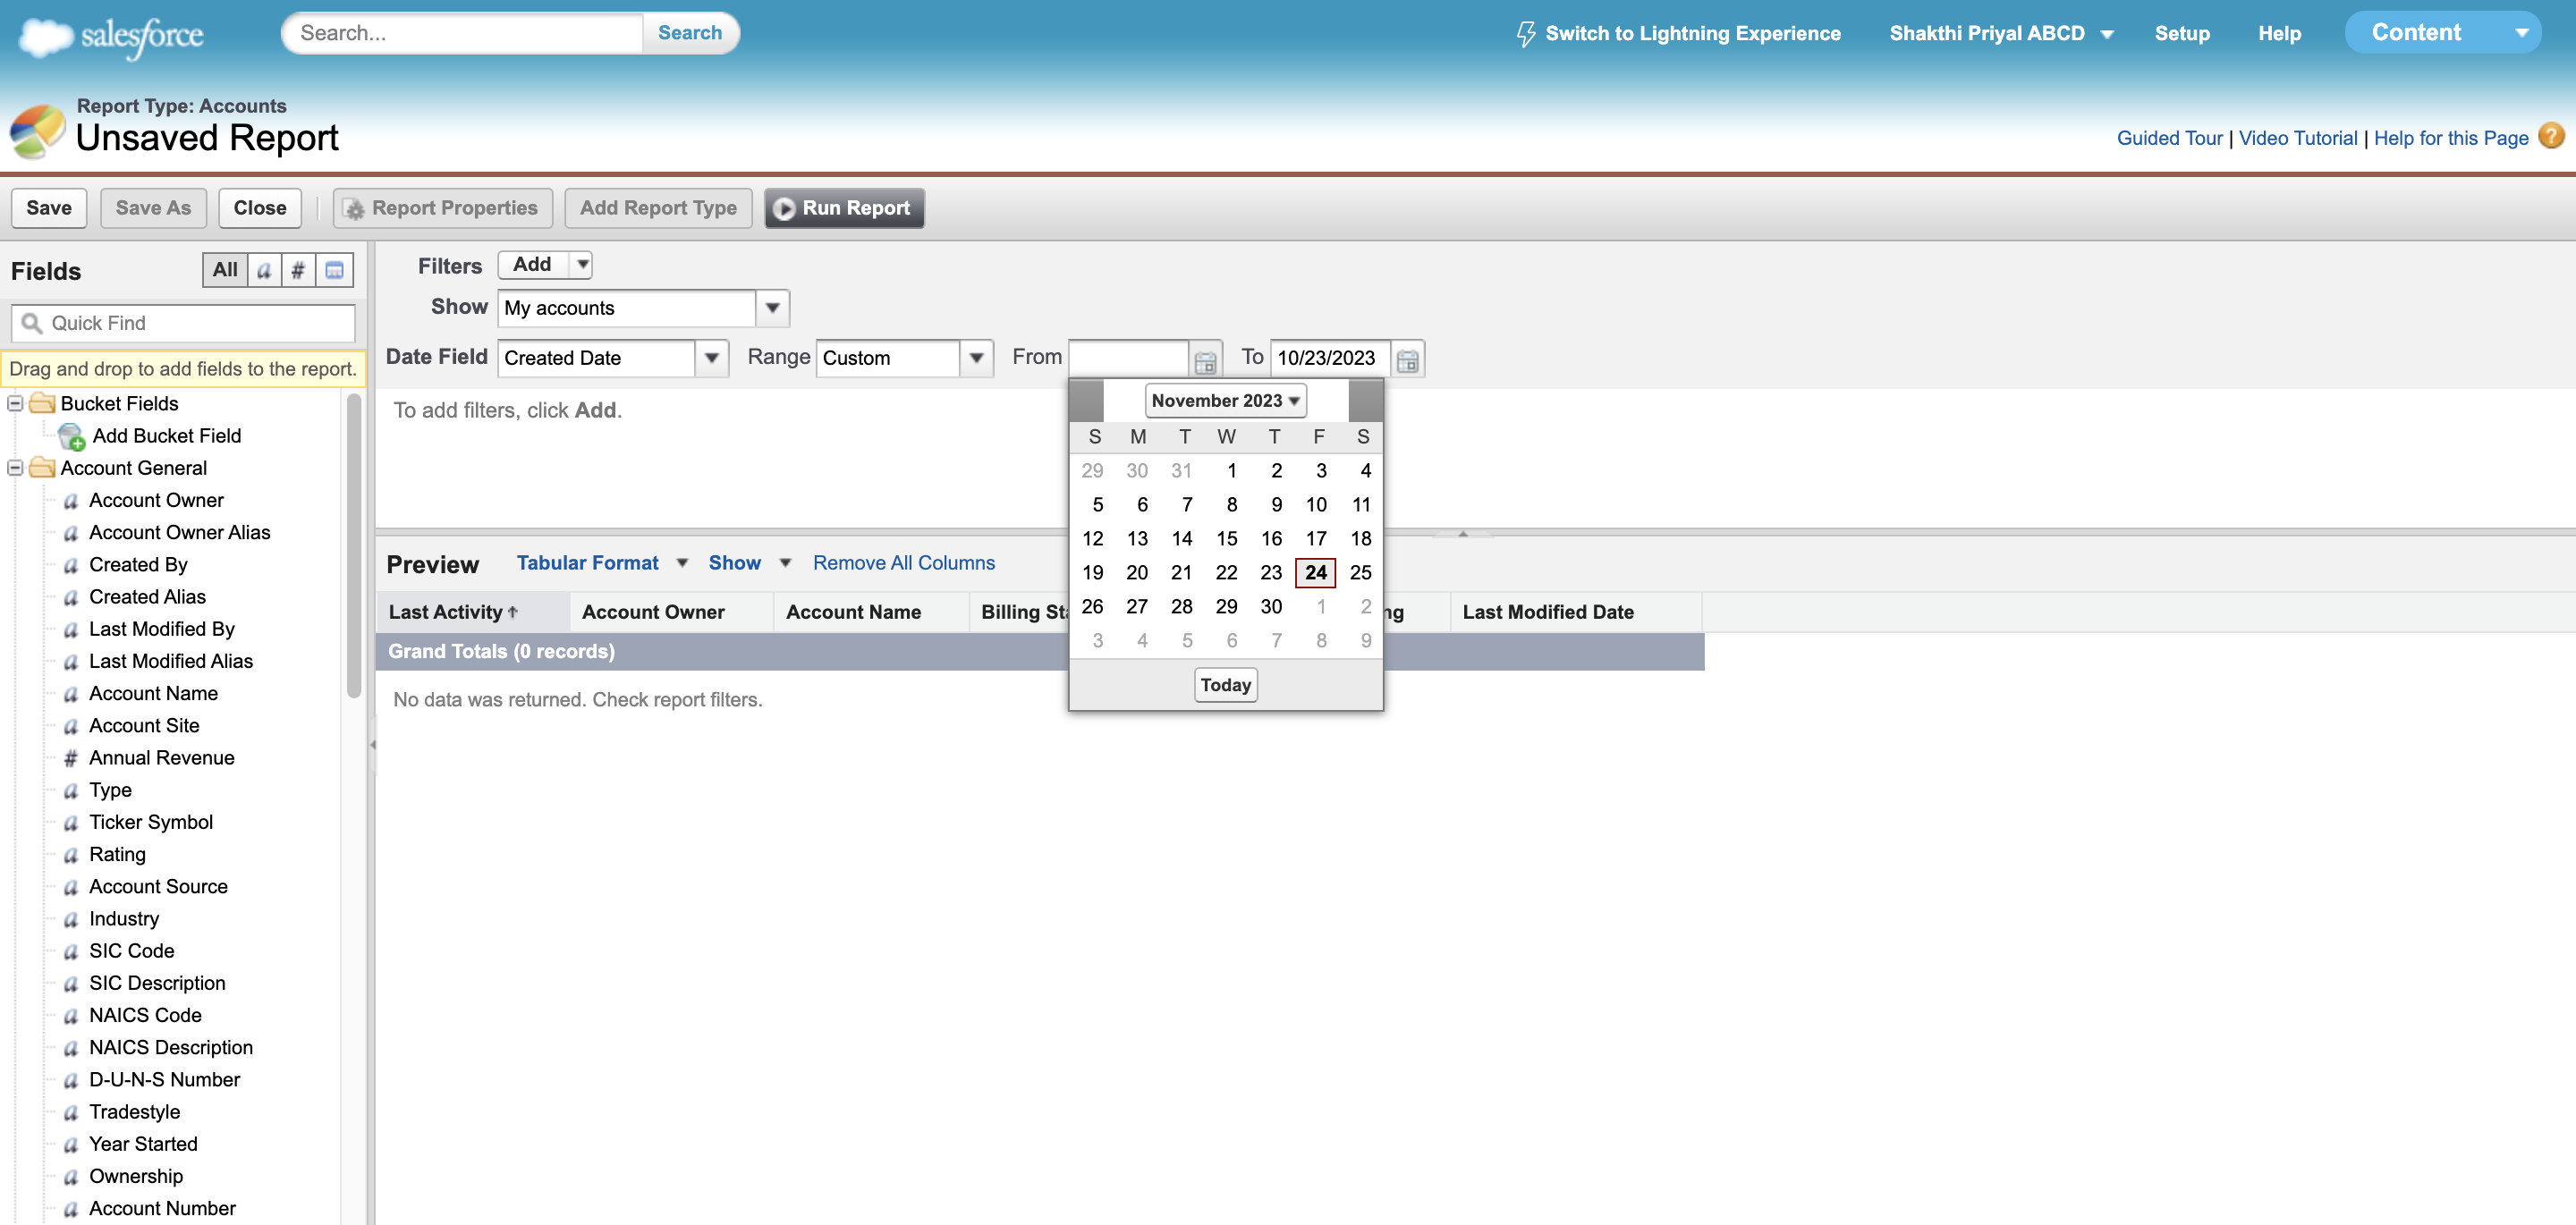 salesforce
Search...
Search
Switch to Lightning Experience
Shakthi Priyal ABCD
Setup
Help
Content
Report Type: Accounts
Unsaved Report
Guided Tour | Video Tutorial | Help for this Page ?
Save
Save As
Close
Report Properties
Add Report Type
Run Report
Fields
All
a
#
Quick Find
Drag and drop to add fields to the report.
Bucket Fields
Add Bucket Field
Account General
a Account Owner
a Account Owner Alias
a Created By
a Created Alias
a Last Modified By
a Last Modified Alias
a Account Name
a Account Site
# Annual Revenue
a Type
a Ticker Symbol
a Rating
a Account Source
a Industry
a SIC Code
a SIC Description
a NAICS Code
a NAICS Description
a D-U-N-S Number
a Tradestyle
a Year Started
a Ownership
a Account Number
Filters Add
Show My accounts
Date Field Created Date Range Custom From To 10/23/2023
To add filters, click Add.
November 2023
S M T W T F S
29 30 31 1 2 3 4
5 6 7 8 9 10 11
12 13 14 15 16 17 18
19 20 21 22 23 24 25
26 27 28 29 30 1 2
3 4 5 6 7 8 9
Today
Preview
Tabular Format Show Remove All Columns
Last Activity↑ Account Owner Account Name Billing Sta ng Last Modified Date
Grand Totals (0 records)
No data was returned. Check report filters.